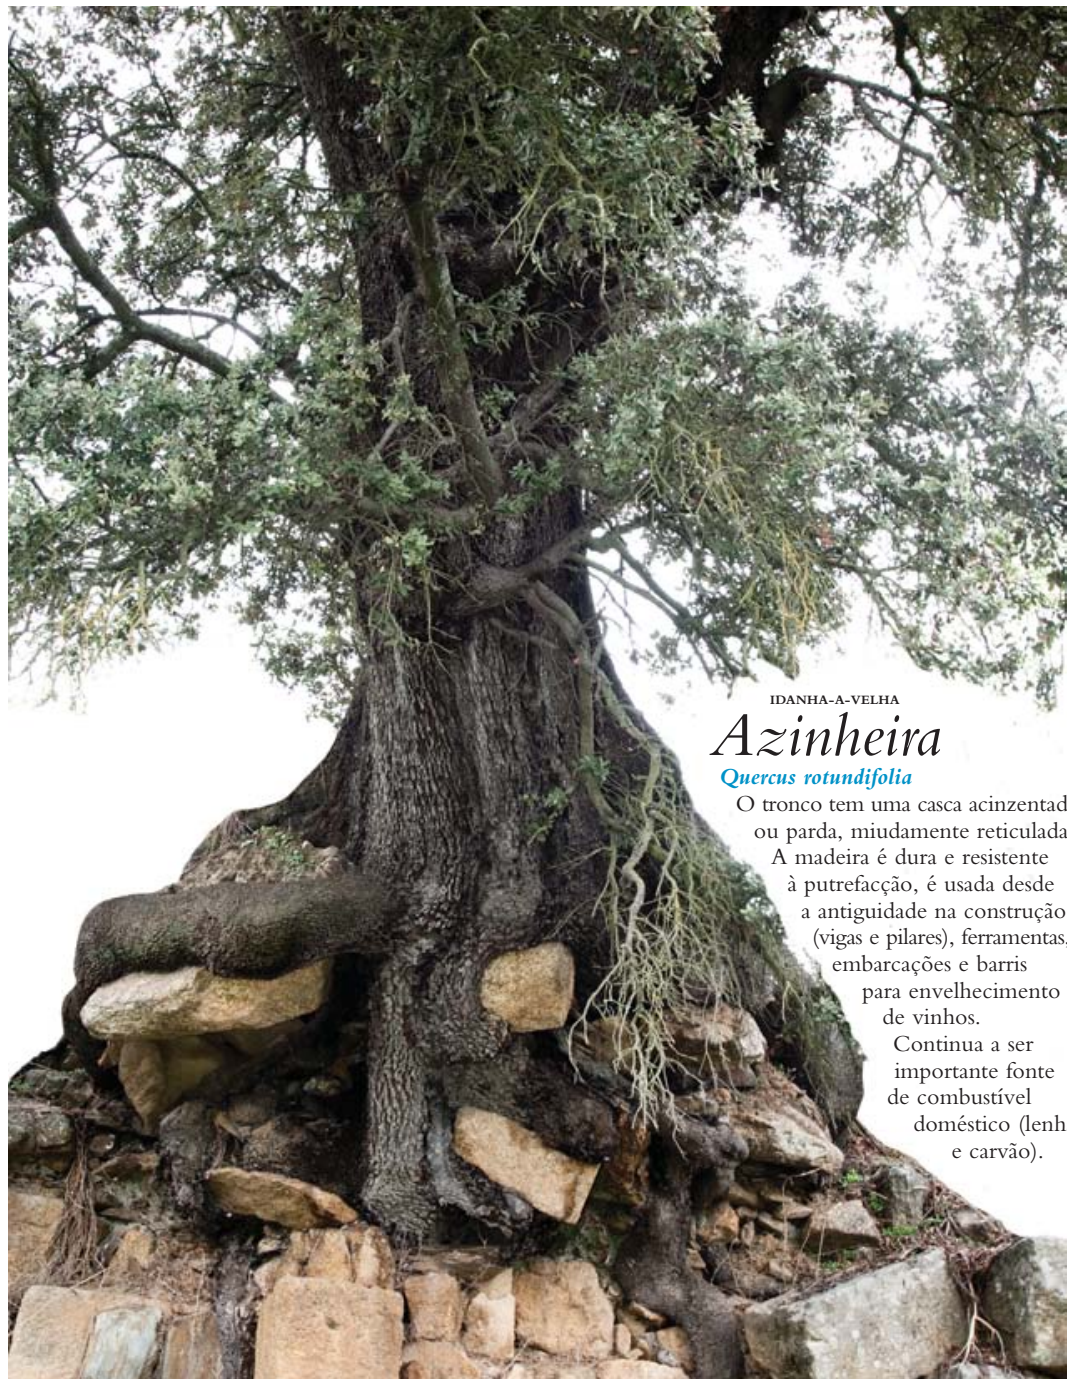 IDANHA-A-VELHA
Azinheira
Quercus rotundifolia
O tronco tem uma casca acinzentad
ou parda, miudamente reticulada
A madeira é dura e resistente
à putrefacção, é usada desde
a antiguidade na construção
(vigas e pilares), ferramentas,
embarcações e barris
para envelhecimento
de vinhos.
Continua a ser
importante fonte
de combustível
doméstico (lenh
e carvão).